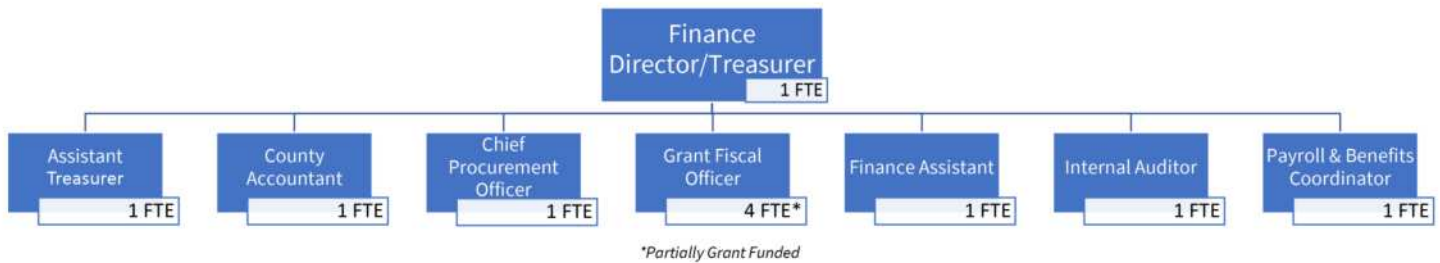 Finance
Director/Treasurer
1 FTE
Assistant
Treasurer
1 FTE
County
Accountant
1 FTE
Chief
Procurement
Officer
1 FTE
Grant Fiscal
Officer
4 FTE*
Finance Assistant
1 FTE
Internal Auditor
1 FTE
Payroll & Benefits
Coordinator
1 FTE
*Partially Grant Funded